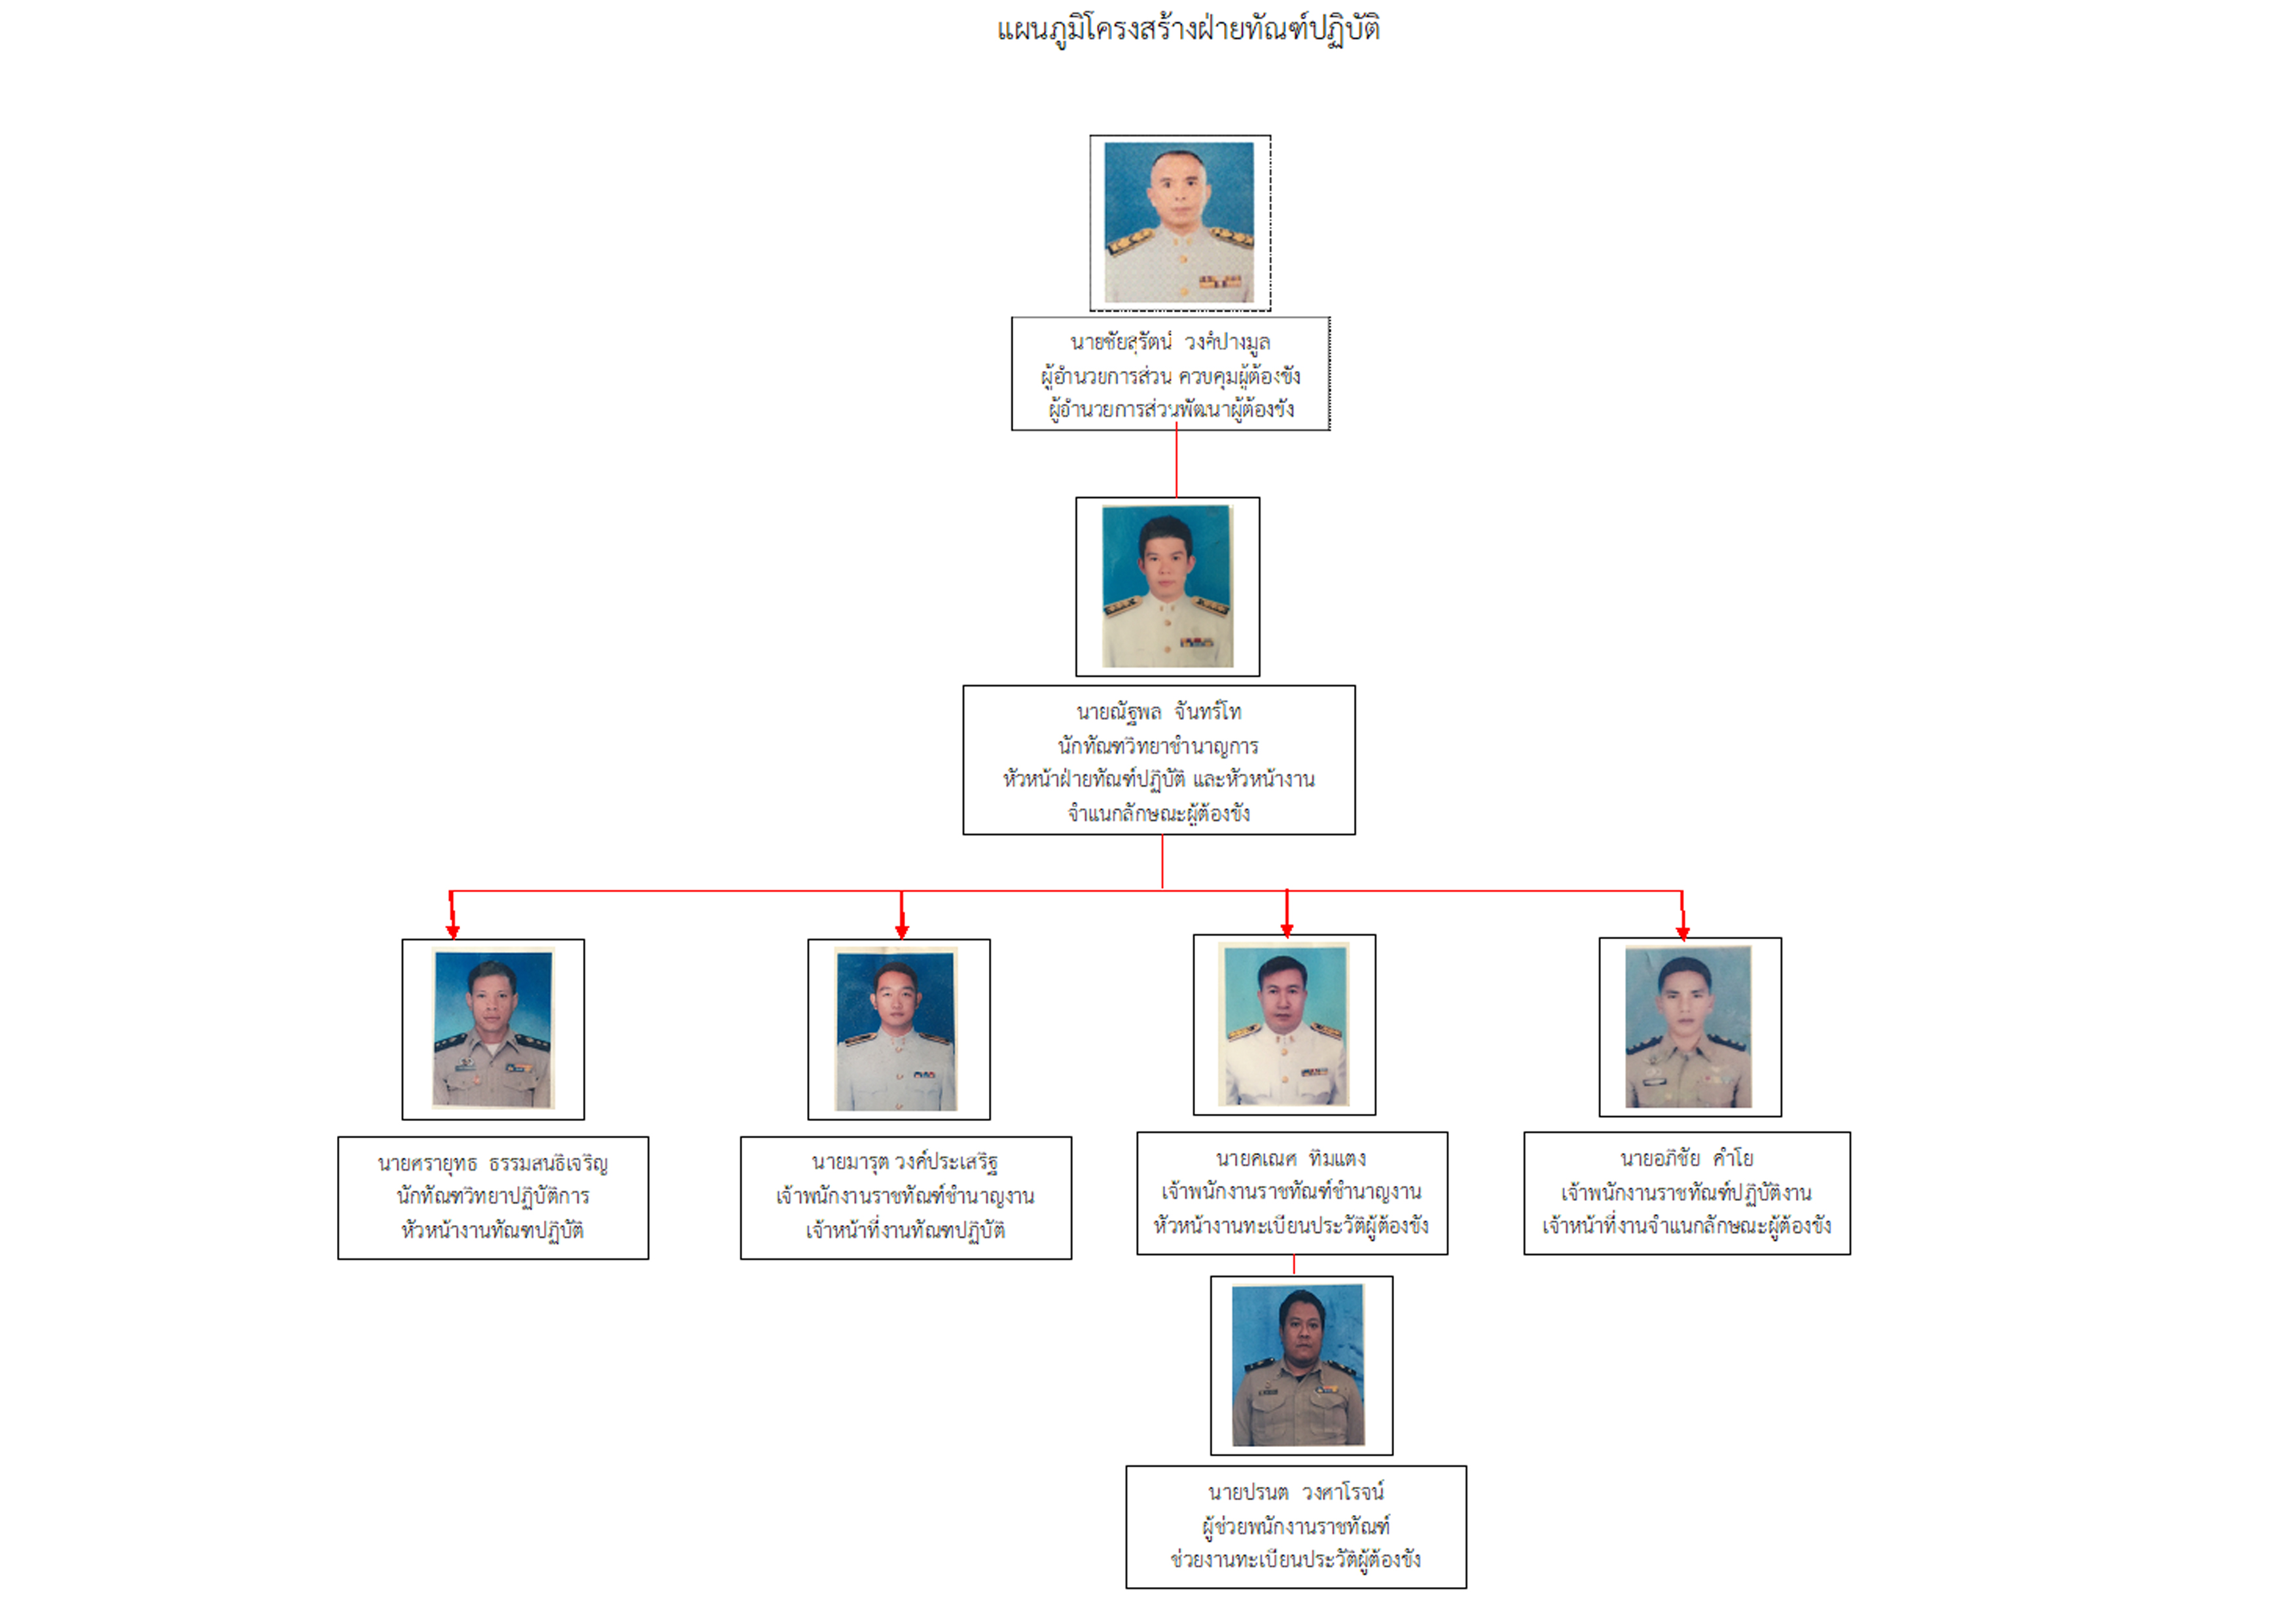 แผนภูมิโครงสร้างฝ่ายทัณฑ์ปฏิบัติ
นายชัยสุรัตน์ วงศ์ปางมูล
ผู้อำนวยการส่วน ควบคุมผู้ต้องขัง
ผู้อำนวยการส่วนพัฒนาผู้ต้องขัง
นายณัฐพล จันทร์โท
นักทัณฑวิทยาชำนาญการ
หัวหน้าฝ่ายทัณฑ์ปฏิบัติ และหัวหน้างาน
จำแนกลักษณะผู้ต้องขัง
นายศรายุทธ ธรรมสนธิเจริญ
นักทัณฑวิทยาปฏิบัติการ
หัวหน้างานทัณฑปฏิบัติ
นายมารุต วงค์ประเสริฐ
เจ้าพนักงานราชทัณฑ์ชำนาญงาน
เจ้าหน้าที่งานทัณฑปฏิบัติ
นายคเณศ ทิมแตง
เจ้าพนักงานราชทัณฑ์ชำนาญงาน
หัวหน้างานทะเบียนประวัติผู้ต้องขัง
นายอภิชัย คำโย
เจ้าพนักงานราชทัณฑ์ปฏิบัติงาน
เจ้าหน้าที่งานจำแนกลักษณะผู้ต้องขัง
นายปรนต วงศาโรจน์
ผู้ช่วยพนักงานราชทัณฑ์
ช่วยงานทะเบียนประวัติผู้ต้องขัง